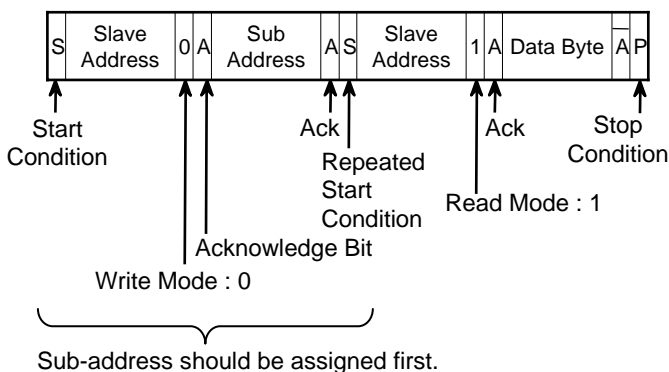 S Slave Address 0 A Sub Address A S Slave Address 1 A Data Byte A P
Start Condition
Ack
Ack
Stop Condition
Repeated Start Condition
Read Mode : 1
Acknowledge Bit
Write Mode : 0
Sub-address should be assigned first.